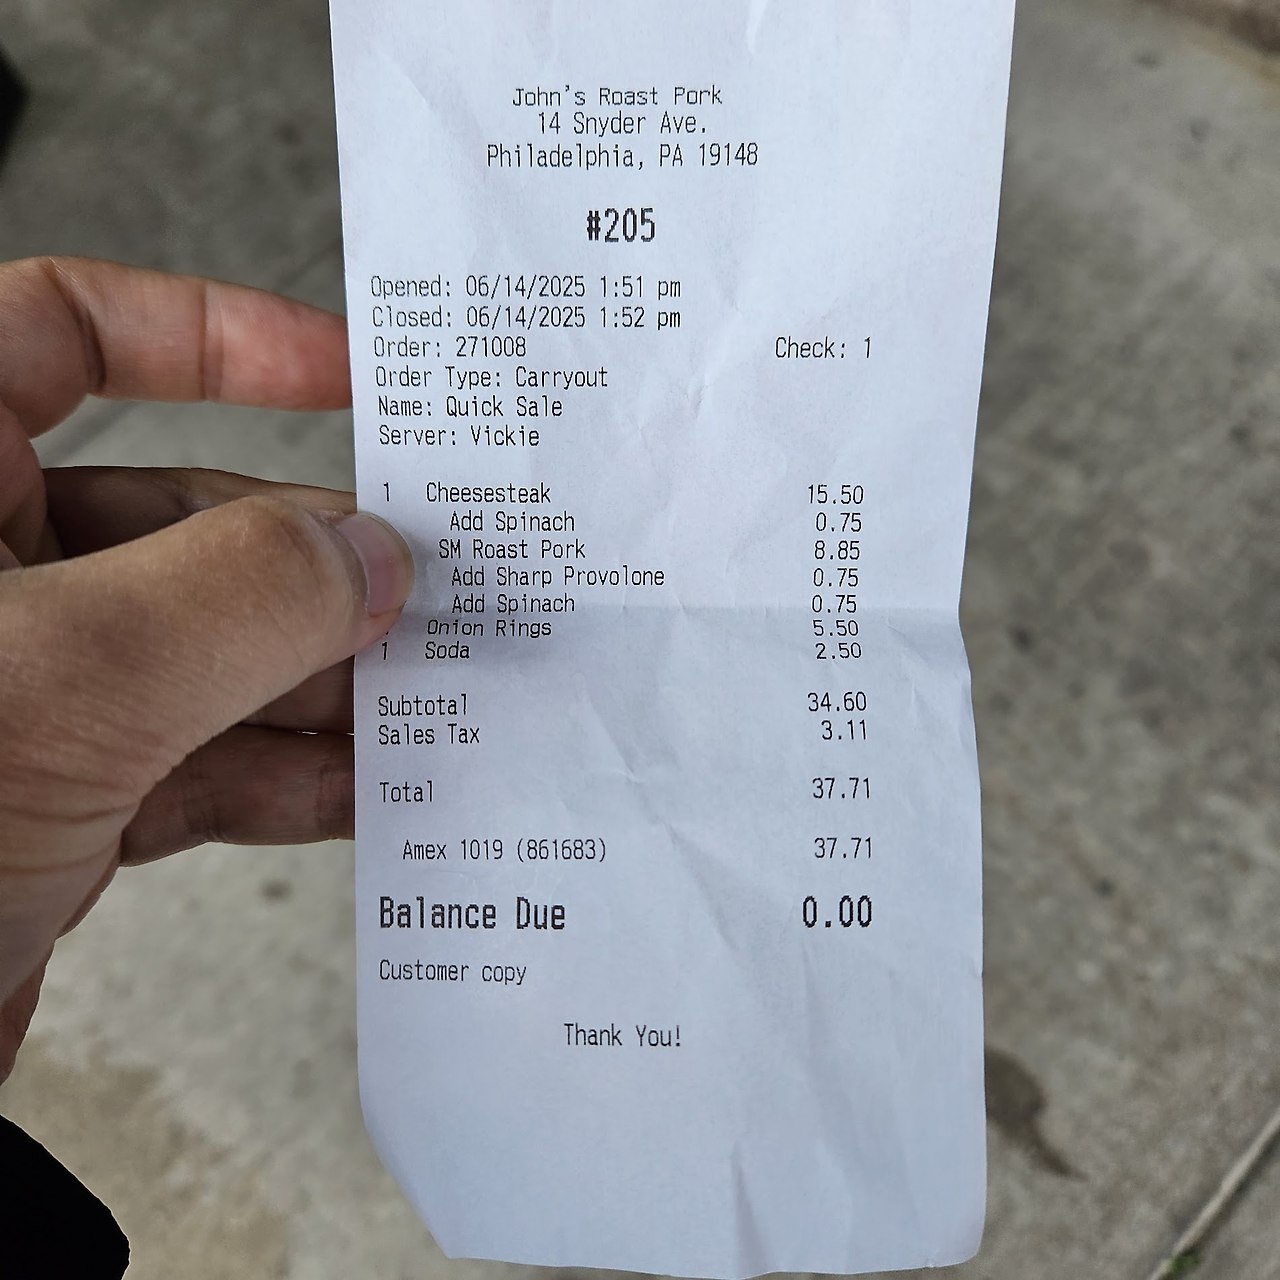 John's Roast Pork
14 Snyder Ave.
Philadelphia, PA 19148
#205
Opened: 06/14/2025 1:51 pm
Closed: 06/14/2025 1:52 pm
Order: 271008 Check: 1
Order Type: Carryout
Name: Quick Sale
Server: Vickie
1 Cheesesteak 15.50
Add Spinach 0.75
SM Roast Pork 8.85
Add Sharp Provolone 0.75
Add Spinach 0.75
Onion Rings 5.50
1 Soda 2.50
Subtotal 34.60
Sales Tax 3.11
Total 37.71
Amex 1019 (861683) 37.71
Balance Due 0.00
Customer copy
Thank You!